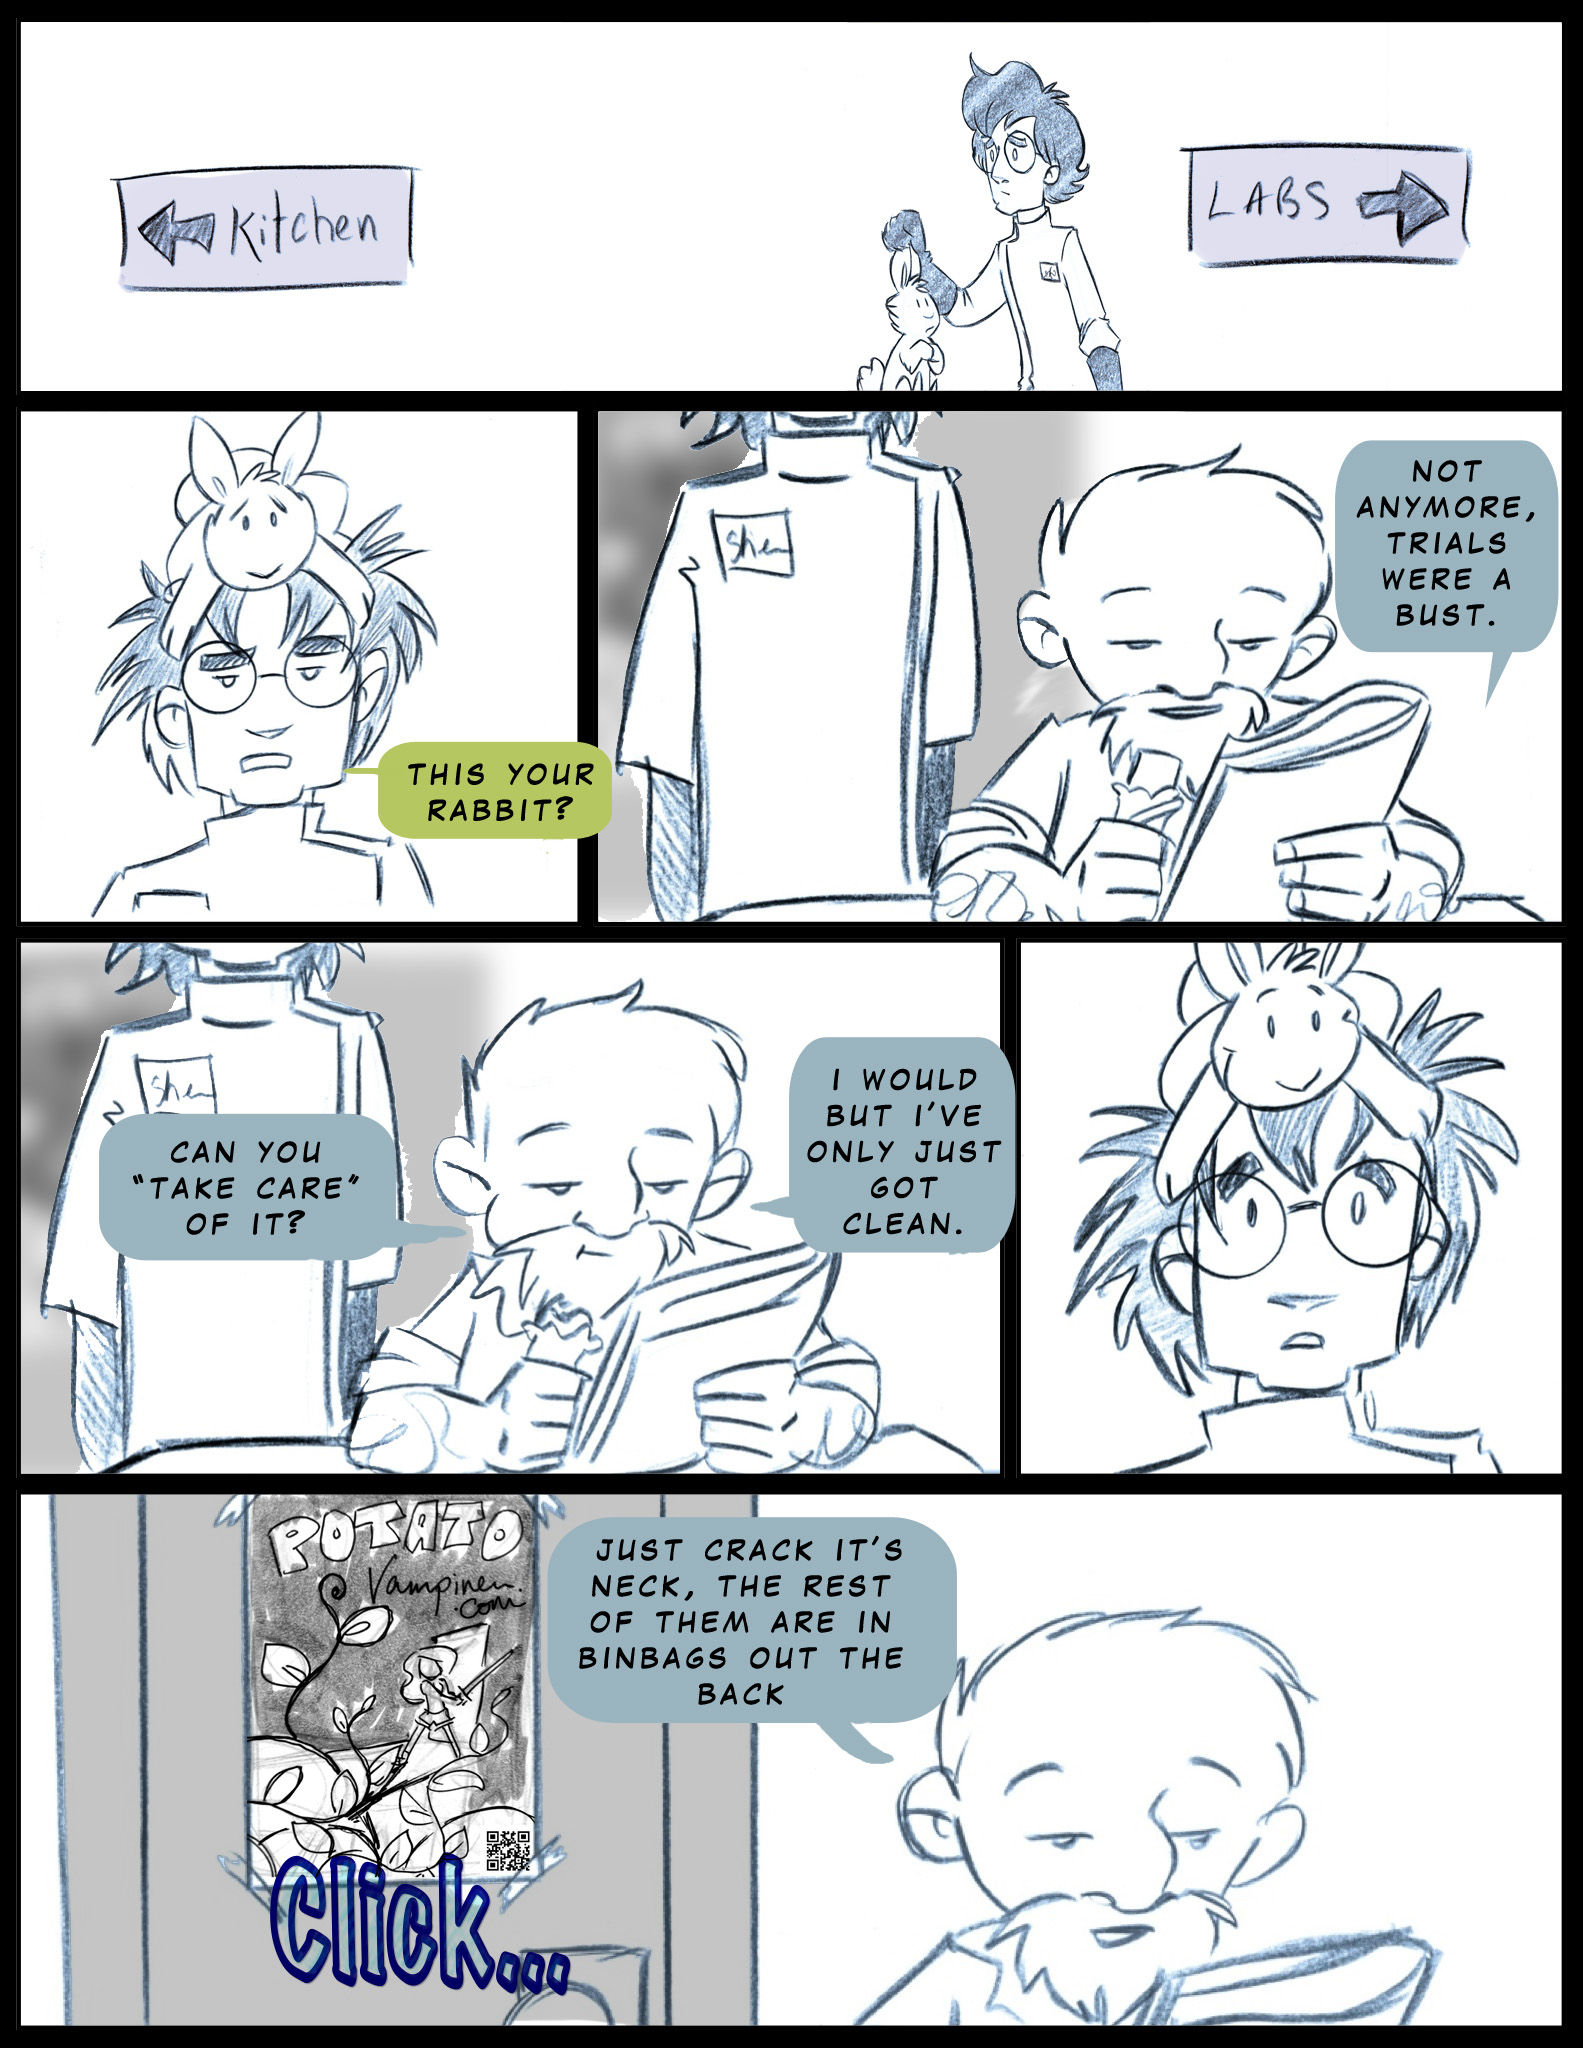 Kitchen
LABS
THIS YOUR
RABBIT?
NOT
ANYMORE,
TRIALS
WERE A
BUST.
CAN YOU
"TAKE CARE"
OF IT?
I WOULD
BUT I'VE
ONLY JUST
GOT
CLEAN.
POTATO
.com
JUST CRACK IT'S
NECK, THE REST
OF THEM ARE IN
BINBAGS OUT THE
BACK
Click...